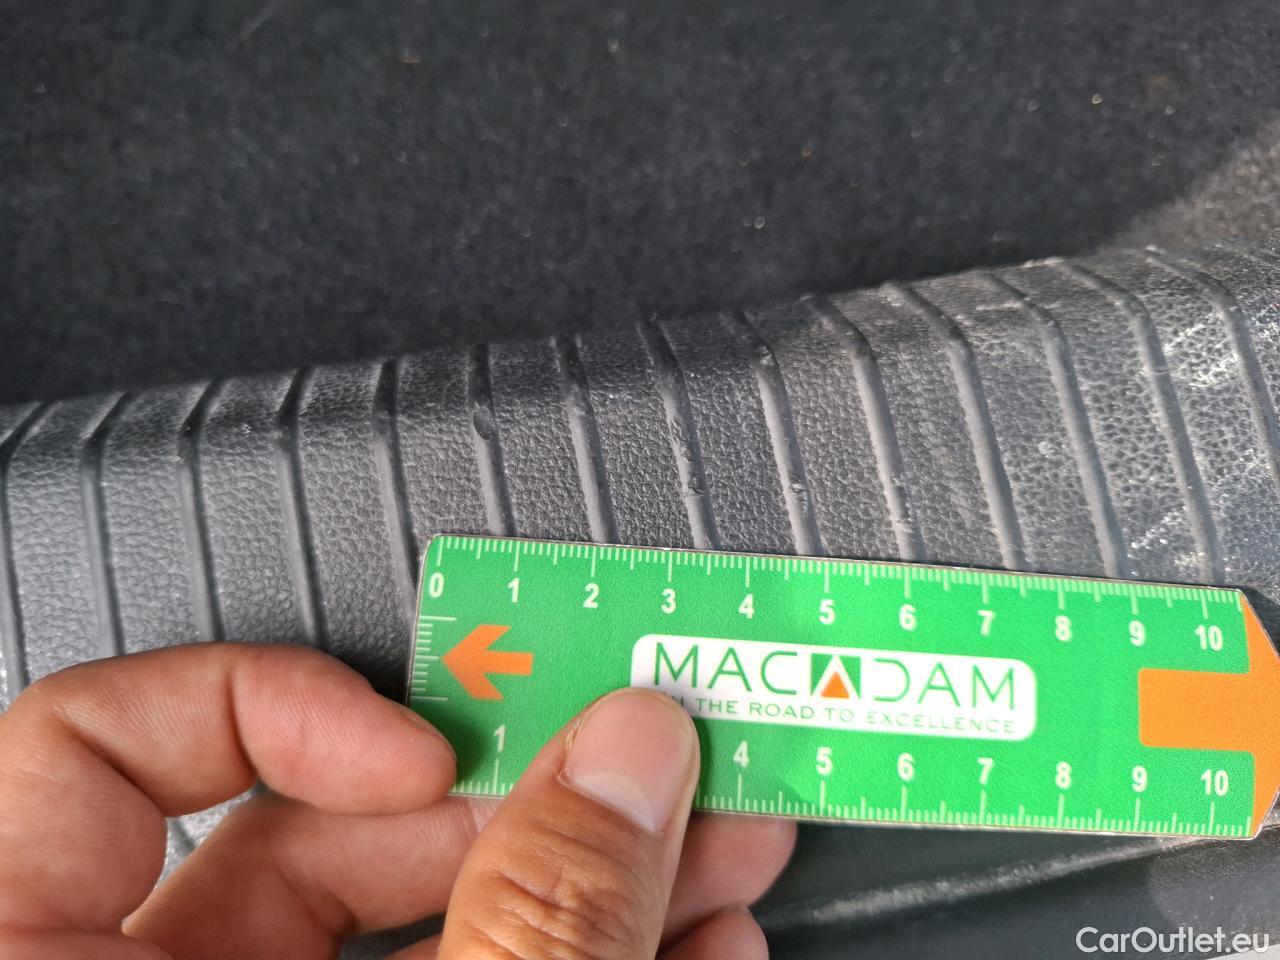 0 1 2 3 4 5 6 7 8 9 10
MACADAM
N THE ROAD TO EXCELLENCE
1 4 5 6 7 8 9 10
CarOutlet.eu